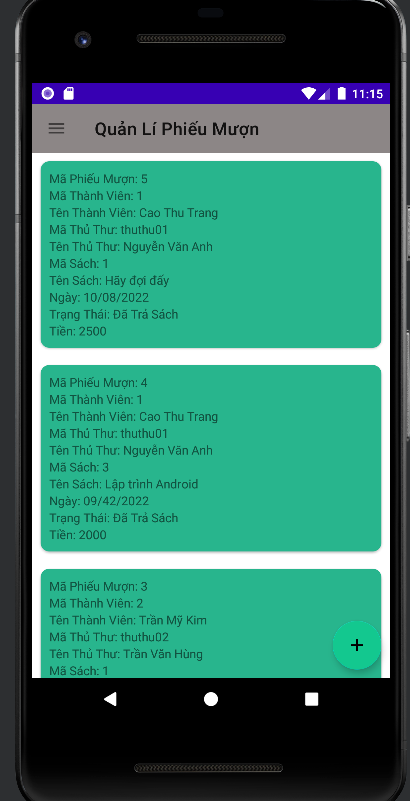 11:15
Quản Lí Phiếu Mượn
Mã Phiếu Mượn: 5
Mã Thành Viên: 1
Tên Thành Viên: Cao Thu Trang
Mã Thủ Thư: thuthu01
Tên Thủ Thư: Nguyễn Văn Anh
Mã Sách: 1
Tên Sách: Hãy đợi đấy
Ngày: 10/08/2022
Trạng Thái: Đã Trả Sách
Tiền: 2500
Mã Phiếu Mượn: 4
Mã Thành Viên: 1
Tên Thành Viên: Cao Thu Trang
Mã Thủ Thư: thuthu01
Tên Thủ Thư: Nguyễn Văn Anh
Mã Sách: 3
Tên Sách: Lập trình Android
Ngày: 09/42/2022
Trạng Thái: Đã Trả Sách
Tiền: 2000
Mã Phiếu Mượn: 3
Mã Thành Viên: 2
Tên Thành Viên: Trần Mỹ Kim
Mã Thủ Thư: thuthu02
Tên Thủ Thư: Trần Văn Hùng
Mã Sách: 1